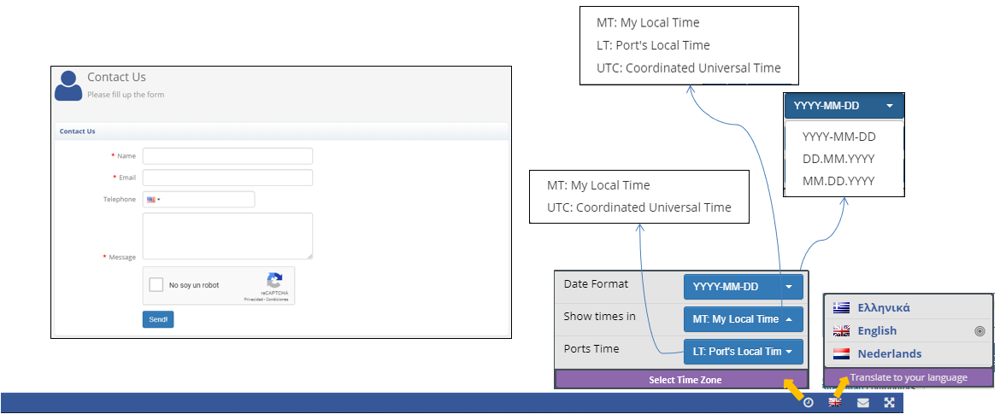 MT: My Local Time
LT: Port's Local Time
UTC: Coordinated Universal Time
Contact Us
Please fill up the form
Contact Us
* Name
* Email
Telephone
* Message
No soy un robot
reCAPTCHA
Privacidad - Condiciones
Send!
YYYY-MM-DD
YYYY-MM-DD
DD.MM.YYYY
MM.DD.YYYY
MT: My Local Time
UTC: Coordinated Universal Time
Date Format YYYY-MM-DD
Show times in MT: My Local Time
Ports Time LT: Port's Local Tim
Select Time Zone
Ελληνικά
English
Nederlands
Translate to your language